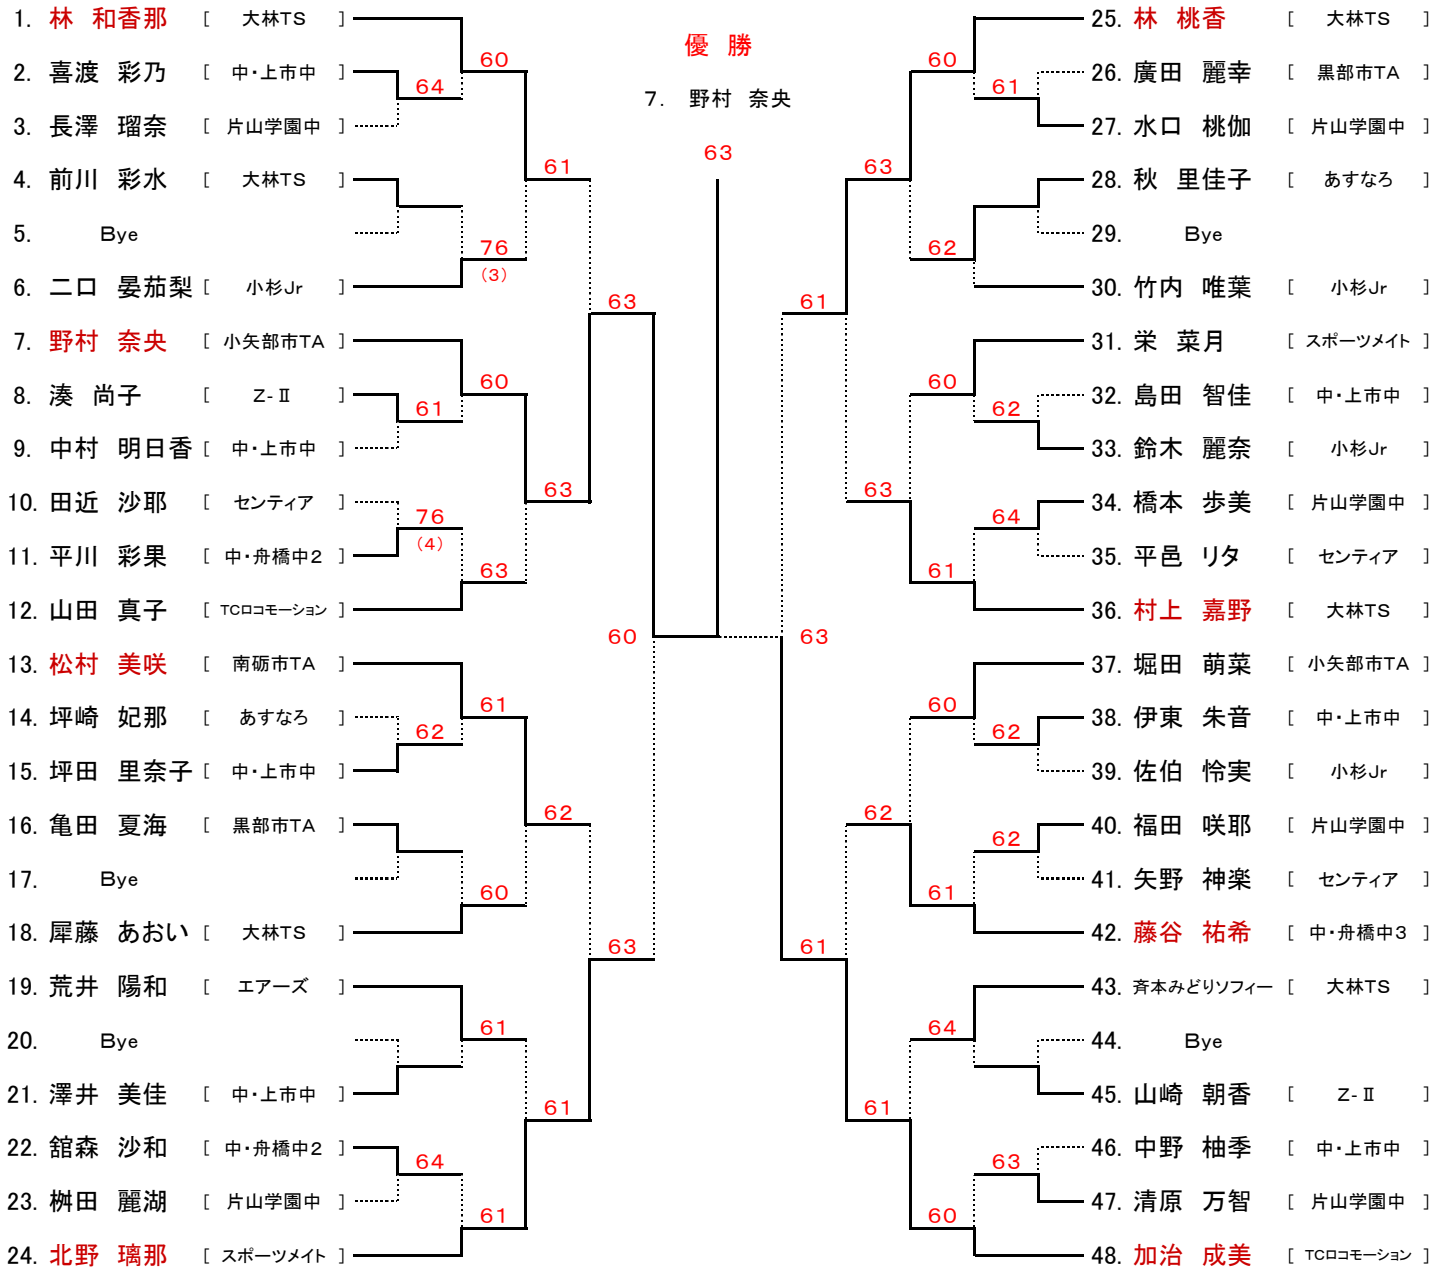 優 勝
7. 野村 奈央
63
1. 林 和香那 [ 大林TS ]
2. 喜渡 彩乃 [ 中・上市中 ]
3. 長澤 瑠奈 [ 片山学園中 ]
4. 前川 彩水 [ 大林TS ]
5. Bye
6. 二口 晏茄梨 [ 小杉Jr ]
7. 野村 奈央 [ 小矢部市TA ]
8. 湊 尚子 [ Z-Ⅱ ]
9. 中村 明日香 [ 中・上市中 ]
10. 田近 沙耶 [ センティア ]
11. 平川 彩果 [ 中・舟橋中2 ]
12. 山田 真子 [ TCロコモーション ]
13. 松村 美咲 [ 南砺市TA ]
14. 坪崎 妃那 [ あすなろ ]
15. 坪田 里奈子 [ 中・上市中 ]
16. 亀田 夏海 [ 黒部市TA ]
17. Bye
18. 犀藤 あおい [ 大林TS ]
19. 荒井 陽和 [ エアーズ ]
20. Bye
21. 澤井 美佳 [ 中・上市中 ]
22. 舘森 沙和 [ 中・舟橋中2 ]
23. 桝田 麗湖 [ 片山学園中 ]
24. 北野 璃那 [ スポーツメイト ]
64
61
76
(4)
62
64
60
76
(3)
60
63
61
60
61
61
61
63
62
61
63
63
60
25. 林 桃香 [ 大林TS ]
26. 廣田 麗幸 [ 黒部市TA ]
27. 水口 桃伽 [ 片山学園中 ]
28. 秋 里佳子 [ あすなろ ]
29. Bye
30. 竹内 唯葉 [ 小杉Jr ]
31. 栄 菜月 [ スポーツメイト ]
32. 島田 智佳 [ 中・上市中 ]
33. 鈴木 麗奈 [ 小杉Jr ]
34. 橋本 歩美 [ 片山学園中 ]
35. 平邑 リタ [ センティア ]
36. 村上 嘉野 [ 大林TS ]
37. 堀田 萌菜 [ 小矢部市TA ]
38. 伊東 朱音 [ 中・上市中 ]
39. 佐伯 怜実 [ 小杉Jr ]
40. 福田 咲耶 [ 片山学園中 ]
41. 矢野 神楽 [ センティア ]
42. 藤谷 祐希 [ 中・舟橋中3 ]
43. 斉本みどりソフィー [ 大林TS ]
44. Bye
45. 山崎 朝香 [ Z-Ⅱ ]
46. 中野 柚季 [ 中・上市中 ]
47. 清原 万智 [ 片山学園中 ]
48. 加治 成美 [ TCロコモーション ]
61
62
64
62
62
63
60
62
60
61
60
61
64
60
63
63
62
61
61
61
63